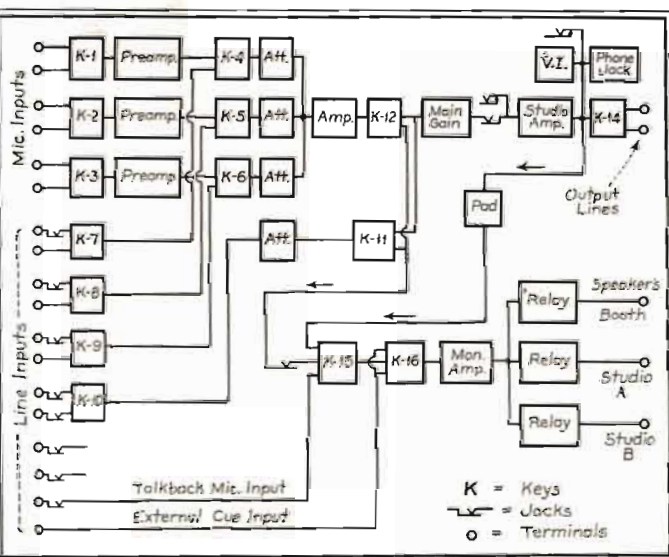 Mic. Inputs
K-1 Preamp. K-4 Att.
K-2 Preamp. K-5 Att. Amp. K-12 Main Gain Studio Amp. K-14
K-3 Preamp. K-6 Att.
V.I. Phone Jack
Output Lines
Pad
Line Inputs
K-7 Att. K-11
K-8
K-9 K-15 K-16 Mon. Amp.
K-10
Relay Speaker's Booth
Relay Studio A
Relay Studio B
Talkback Mic. Input
External Cue Input
K = Keys
= Jacks
O = Terminals